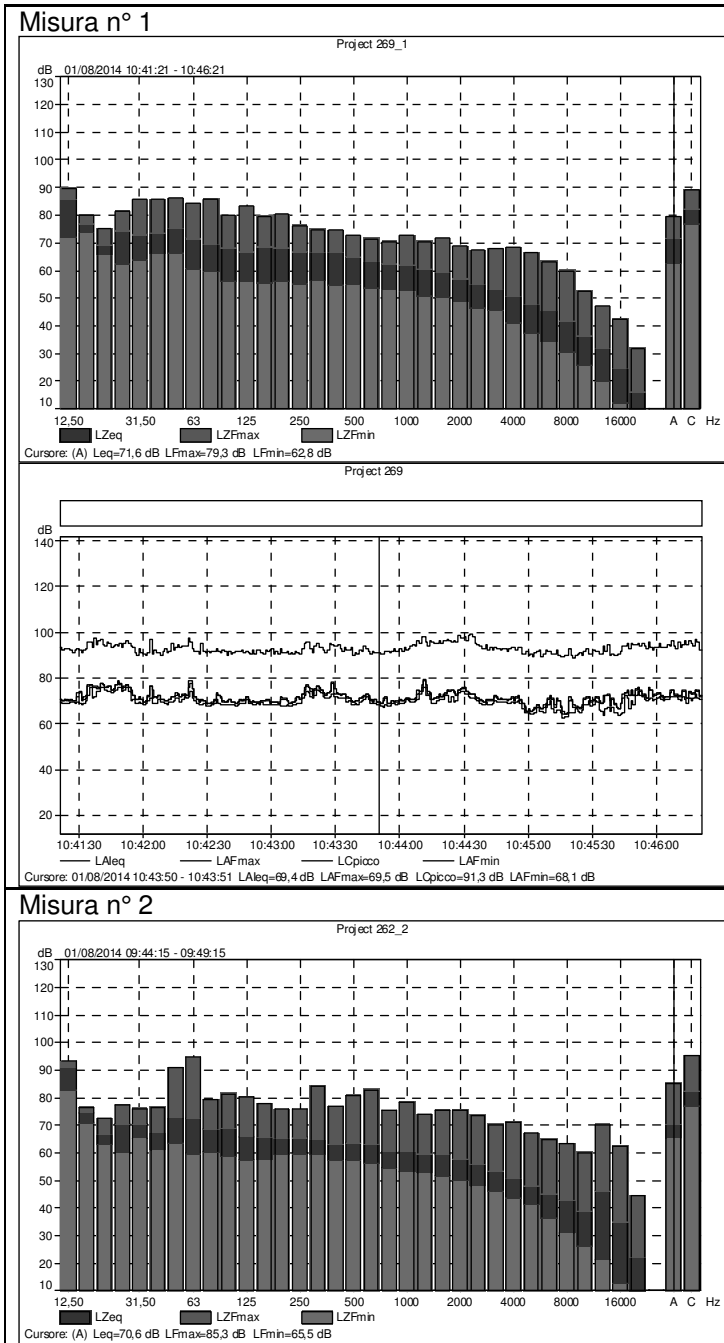 Misura n° 1
Project 269_1
dB 01/08/2014 10:41:21 - 10:46:21
130
120
110
100
90
80
70
60
50
40
30
20
10
12,50 31,50 63 125 250 500 1000 2000 4000 8000 16000 A C Hz
LZeq LZFmax LZFmin
Cursore: (A) Leq=71,6 dB LFmax=79,3 dB LFmin=62,8 dB
Project 269
dB
140
120
100
80
60
40
20
10:41:30 10:42:00 10:42:30 10:43:00 10:43:30 10:44:00 10:44:30 10:45:00 10:45:30 10:46:00
LAIeq LAFmax LCpicco LAFmin
Cursore: 01/08/2014 10:43:50 - 10:43:51 LAIeq=69,4 dB LAFmax=69,5 dB LCpicco=91,3 dB LAFmin=68,1 dB
Misura n° 2
Project 262_2
dB 01/08/2014 09:44:15 - 09:49:15
130
120
110
100
90
80
70
60
50
40
30
20
10
12,50 31,50 63 125 250 500 1000 2000 4000 8000 16000 A C Hz
LZeq LZFmax LZFmin
Cursore: (A) Leq=70,6 dB LFmax=85,3 dB LFmin=65,5 dB